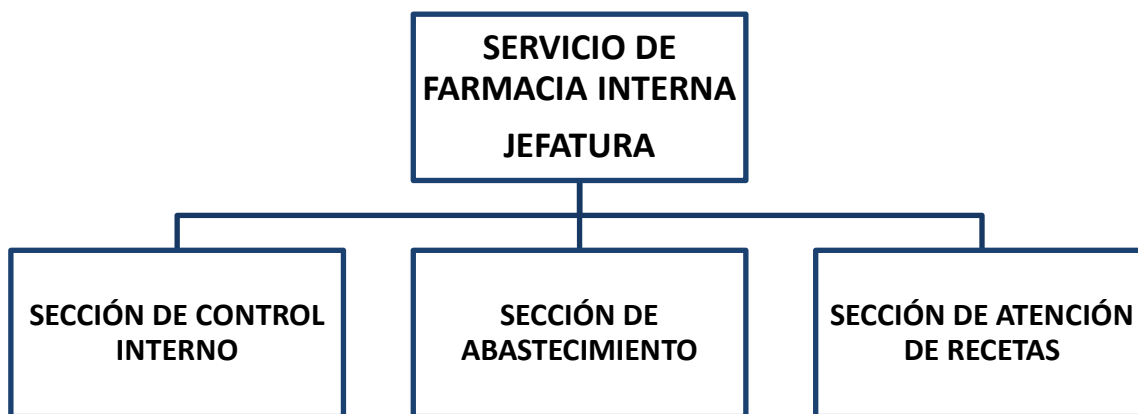 SERVICIO DE
FARMACIA INTERNA
JEFATURA
SECCIÓN DE CONTROL
INTERNO
SECCIÓN DE
ABASTECIMIENTO
SECCIÓN DE ATENCIÓN
DE RECETAS